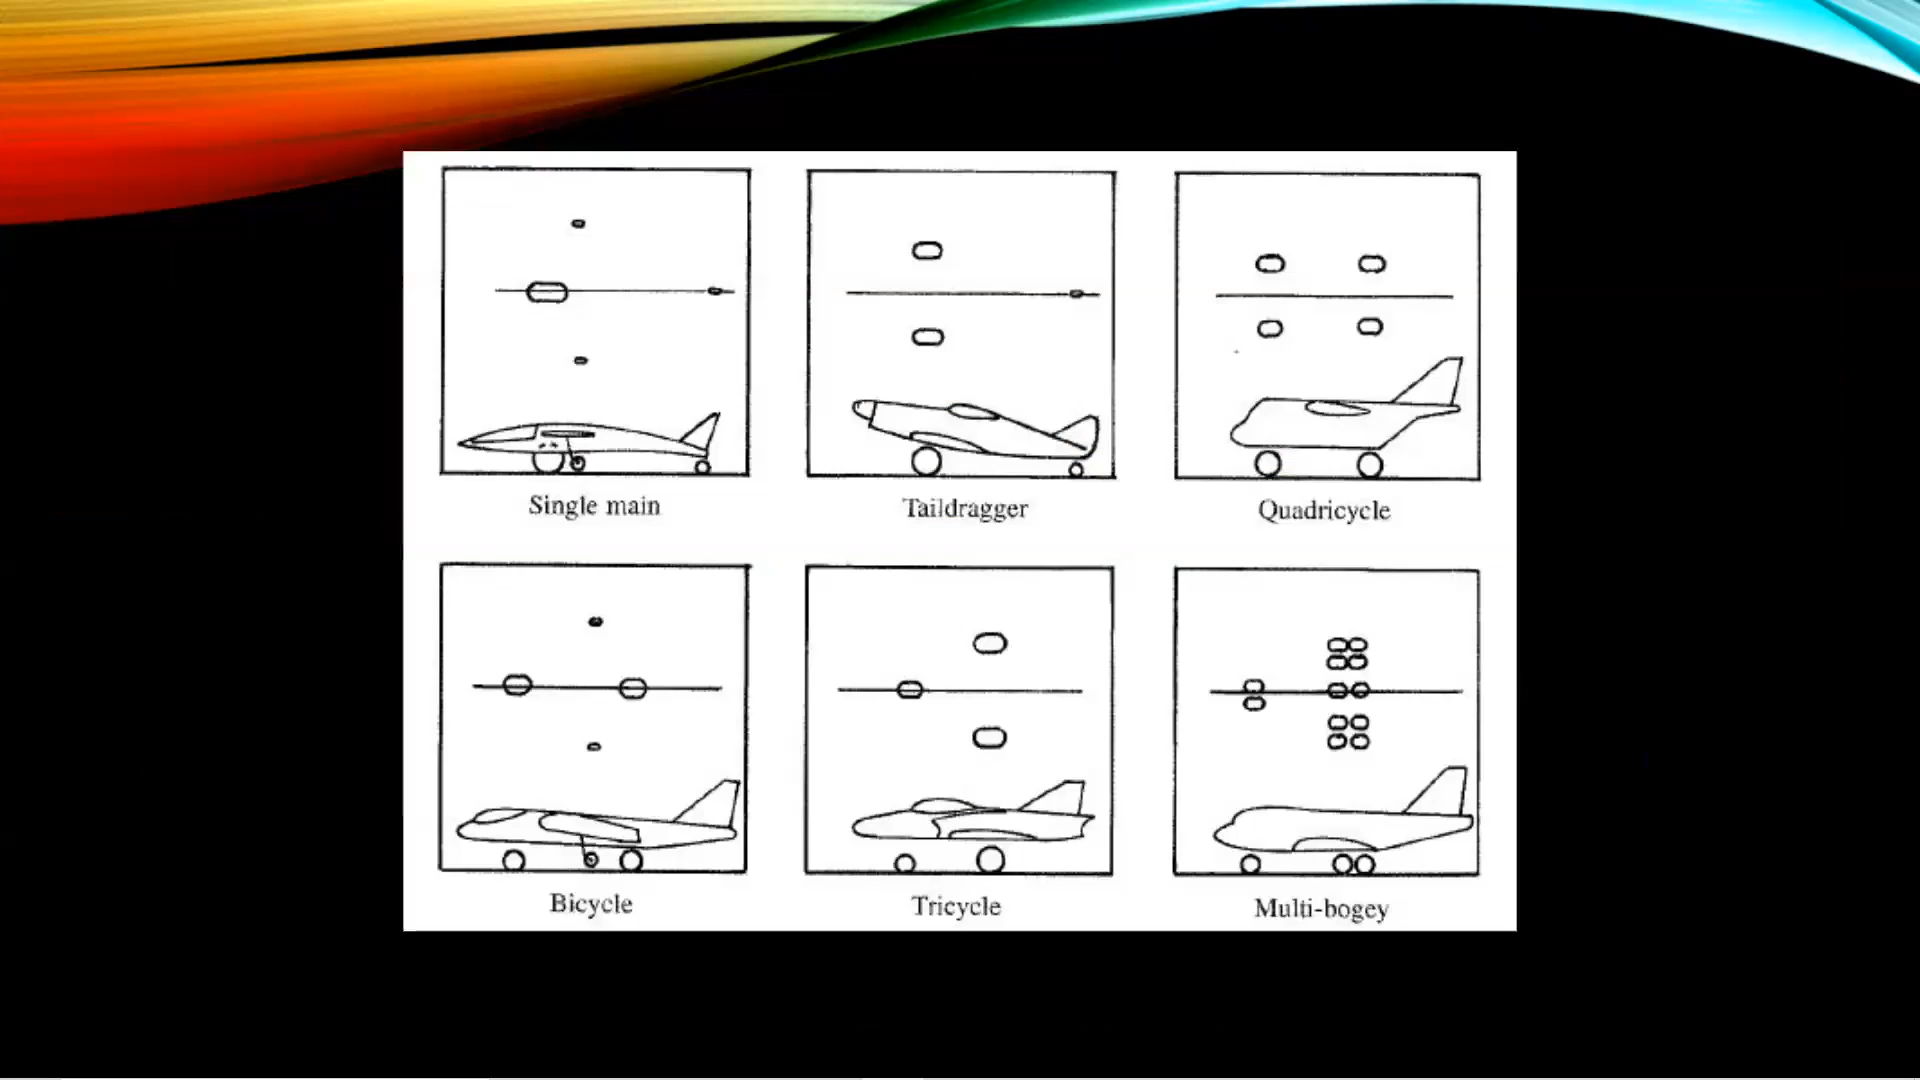 Single main
Taildragger
Quadricycle
Bicycle
Tricycle
Multi-bogey